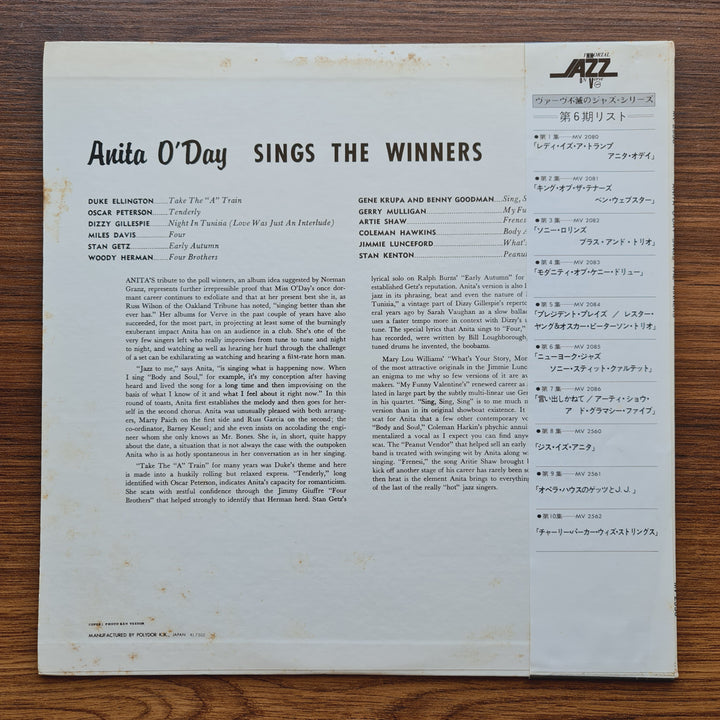 Anita O'Day SINGS THE WINNERS
DUKE ELLINGTON......Take The "A" Train
OSCAR PETERSON......Tenderly
DIZZY GILLESPIE......Night In Tunisia (Love Was Just An Interlude)
MILES DAVIS......Four
STAN GETZ......Early Autumn
WOODY HERMAN......Four Brothers
GENE KRUPA AND BENNY GOODMAN......Sing, S
GERRY MULLIGAN......My Fu
ARTIE SHAW......Frenes
COLEMAN HAWKINS......Body A
JIMMIE LUNCEFORD......What'
STAN KENTON......Peanu
ANITA'S tribute to the poll winners, an album idea suggested by Norman
Granz, represents further irrepressible proof that Miss O'Day's once dor-
mant career continues to exfoliate and that at her present best she is, as
Russ Wilson of the Oakland Tribune has noted, "singing better than she
ever has." Her albums for Verve in the past couple of years have also
succeeded, for the most part, in projecting at least some of the burningly
exuberant impact Anita has on an audience in a club. She's one of the
very few singers left who really improvises from tune to tune and night
to night, and watching as well as hearing her hurl through the challenge
of a set can be exhilarating as watching and hearing a first-rate horn man.
"Jazz to me," says Anita, "is singing what is happening now. When
I sing "Body and Soul," for example, it's my conception after having
heard and lived the song for a long time and then improvising on the
basis of what I know of it and what I feel about it right now." In this
round of toasts, Anita first establishes the melody and then goes for her-
self in the second chorus. Anita was unusually pleased with both arrang-
ers, Marty Paich on the first side and Russ Garcia on the second; the
co-ordinator, Barney Kessel; and she even insists on accolading the engi-
neer whom she only knows as Mr. Bones. She is, in short, quite happy
about the date, a situation that is not always the case with the outspoken
Anita who is as hotly spontaneous in her conversation as in her singing.
"Take The "A" Train" for many years was Duke's theme and here
is made into a huskily rolling but relaxed express. "Tenderly," long
identified with Oscar Peterson, indicates Anita's capacity for romanticism.
She scats with zestful confidence through the Jimmy Giuffre "Four
Brothers" that helped strongly to identify that Herman herd. Stan Getz's
lyrical solo on Ralph Burns' "Early Autumn" for
established Getz's reputation. Anita's version is also l
jazz in its phrasing, beat and even the nature of
Tunisia," a vintage part of Dizzy Gillespie's reperto
eral years ago by Sarah Vaughan as a slow ballad
uses a faster tempo more in context with Dizzy's
tune. The special lyrics that Anita sings to "Four,"
has recorded, were written by Bill Loughborough,
tuned drums he invented, the boobams.
Mary Lou Williams' "What's Your Story, Mor
of the most attractive originals in the Jimmie Lunc
an enigma to me why so few versions of it are ev
makers. "My Funny Valentine's" renewed career as
lated in large part by the subtly multi-linear use Ger
in his quartet. "Sing, Sing, Sing" is to me much m
version than in its original showboat existence. It
scat for Anita that a few other contemporary vo
"Body and Soul," Coleman Harkin's phychic annui
mentalized a vocal as I expect you can find anyw
scat. The "Peanut Vendor" that helped sell an early
band is treated with swinging wit by Anita along wi
singing. "Frenesi," the song Aritie Shaw brought
kick off another stage of his career has rarely been s
then heat is the element Anita brings to everything
of the last of the really "hot" jazz singers.
MANUFACTURED BY POLYDOR K.K., JAPAN
JAZZ
ヴァーヴ不滅のジャズ・シリーズ
第6期リスト
●第1集——MV 2080
「レディ・イズ・ア・トランプ
アニタ・オデイ」
●第2集——MV 2081
「キング・オブ・ザ・テナーズ
ベン・ウェブスター」
●第3集——MV 2082
「ソニー・ロリンズ
ブラス・アンド・トリオ」
●第4集——MV 2083
「モダニティ・オブ・ケニー・ドリュー」
●第5集——MV 2084
「プレジデント・プレイズ / レスター・
ヤング&オスカー・ピーターソン・トリオ」
●第6集——MV 2085
「ニューヨーク・ジャズ
ソニー・スティット・クァルテット」
●第7集——MV 2086
「言い出しかねて / アーティ・ショウ・
アンド・グラマシー・ファイブ」
●第8集——MV 2560
「ジス・イズ・アニタ」
●第9集——MV 2561
「オペラ・ハウスのゲッツとJ.J.」
●第10集——MV 2562
「チャーリー・パーカー・ウィズ・ストリングス」